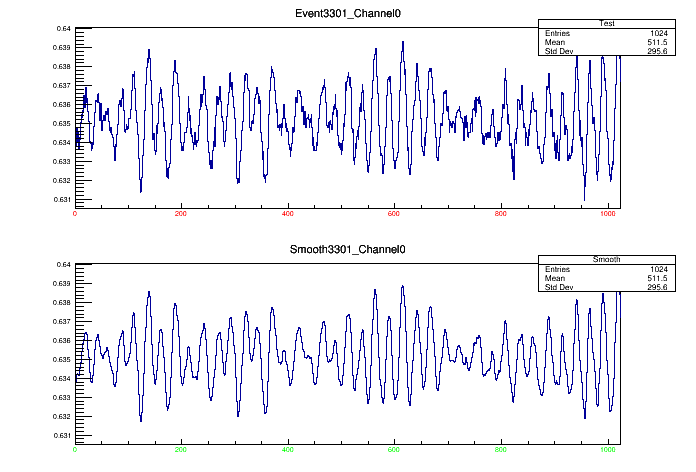 Event3301_Channel0
Test
Entries 1024
Mean 511.5
Std Dev 295.6
0.64
0.639
0.638
0.637
0.636
0.635
0.634
0.633
0.632
0.631
0 200 400 600 800 1000
Smooth3301_Channel0
Smooth
Entries 1024
Mean 511.5
Std Dev 295.6
0.64
0.639
0.638
0.637
0.636
0.635
0.634
0.633
0.632
0.631
0 200 400 600 800 1000